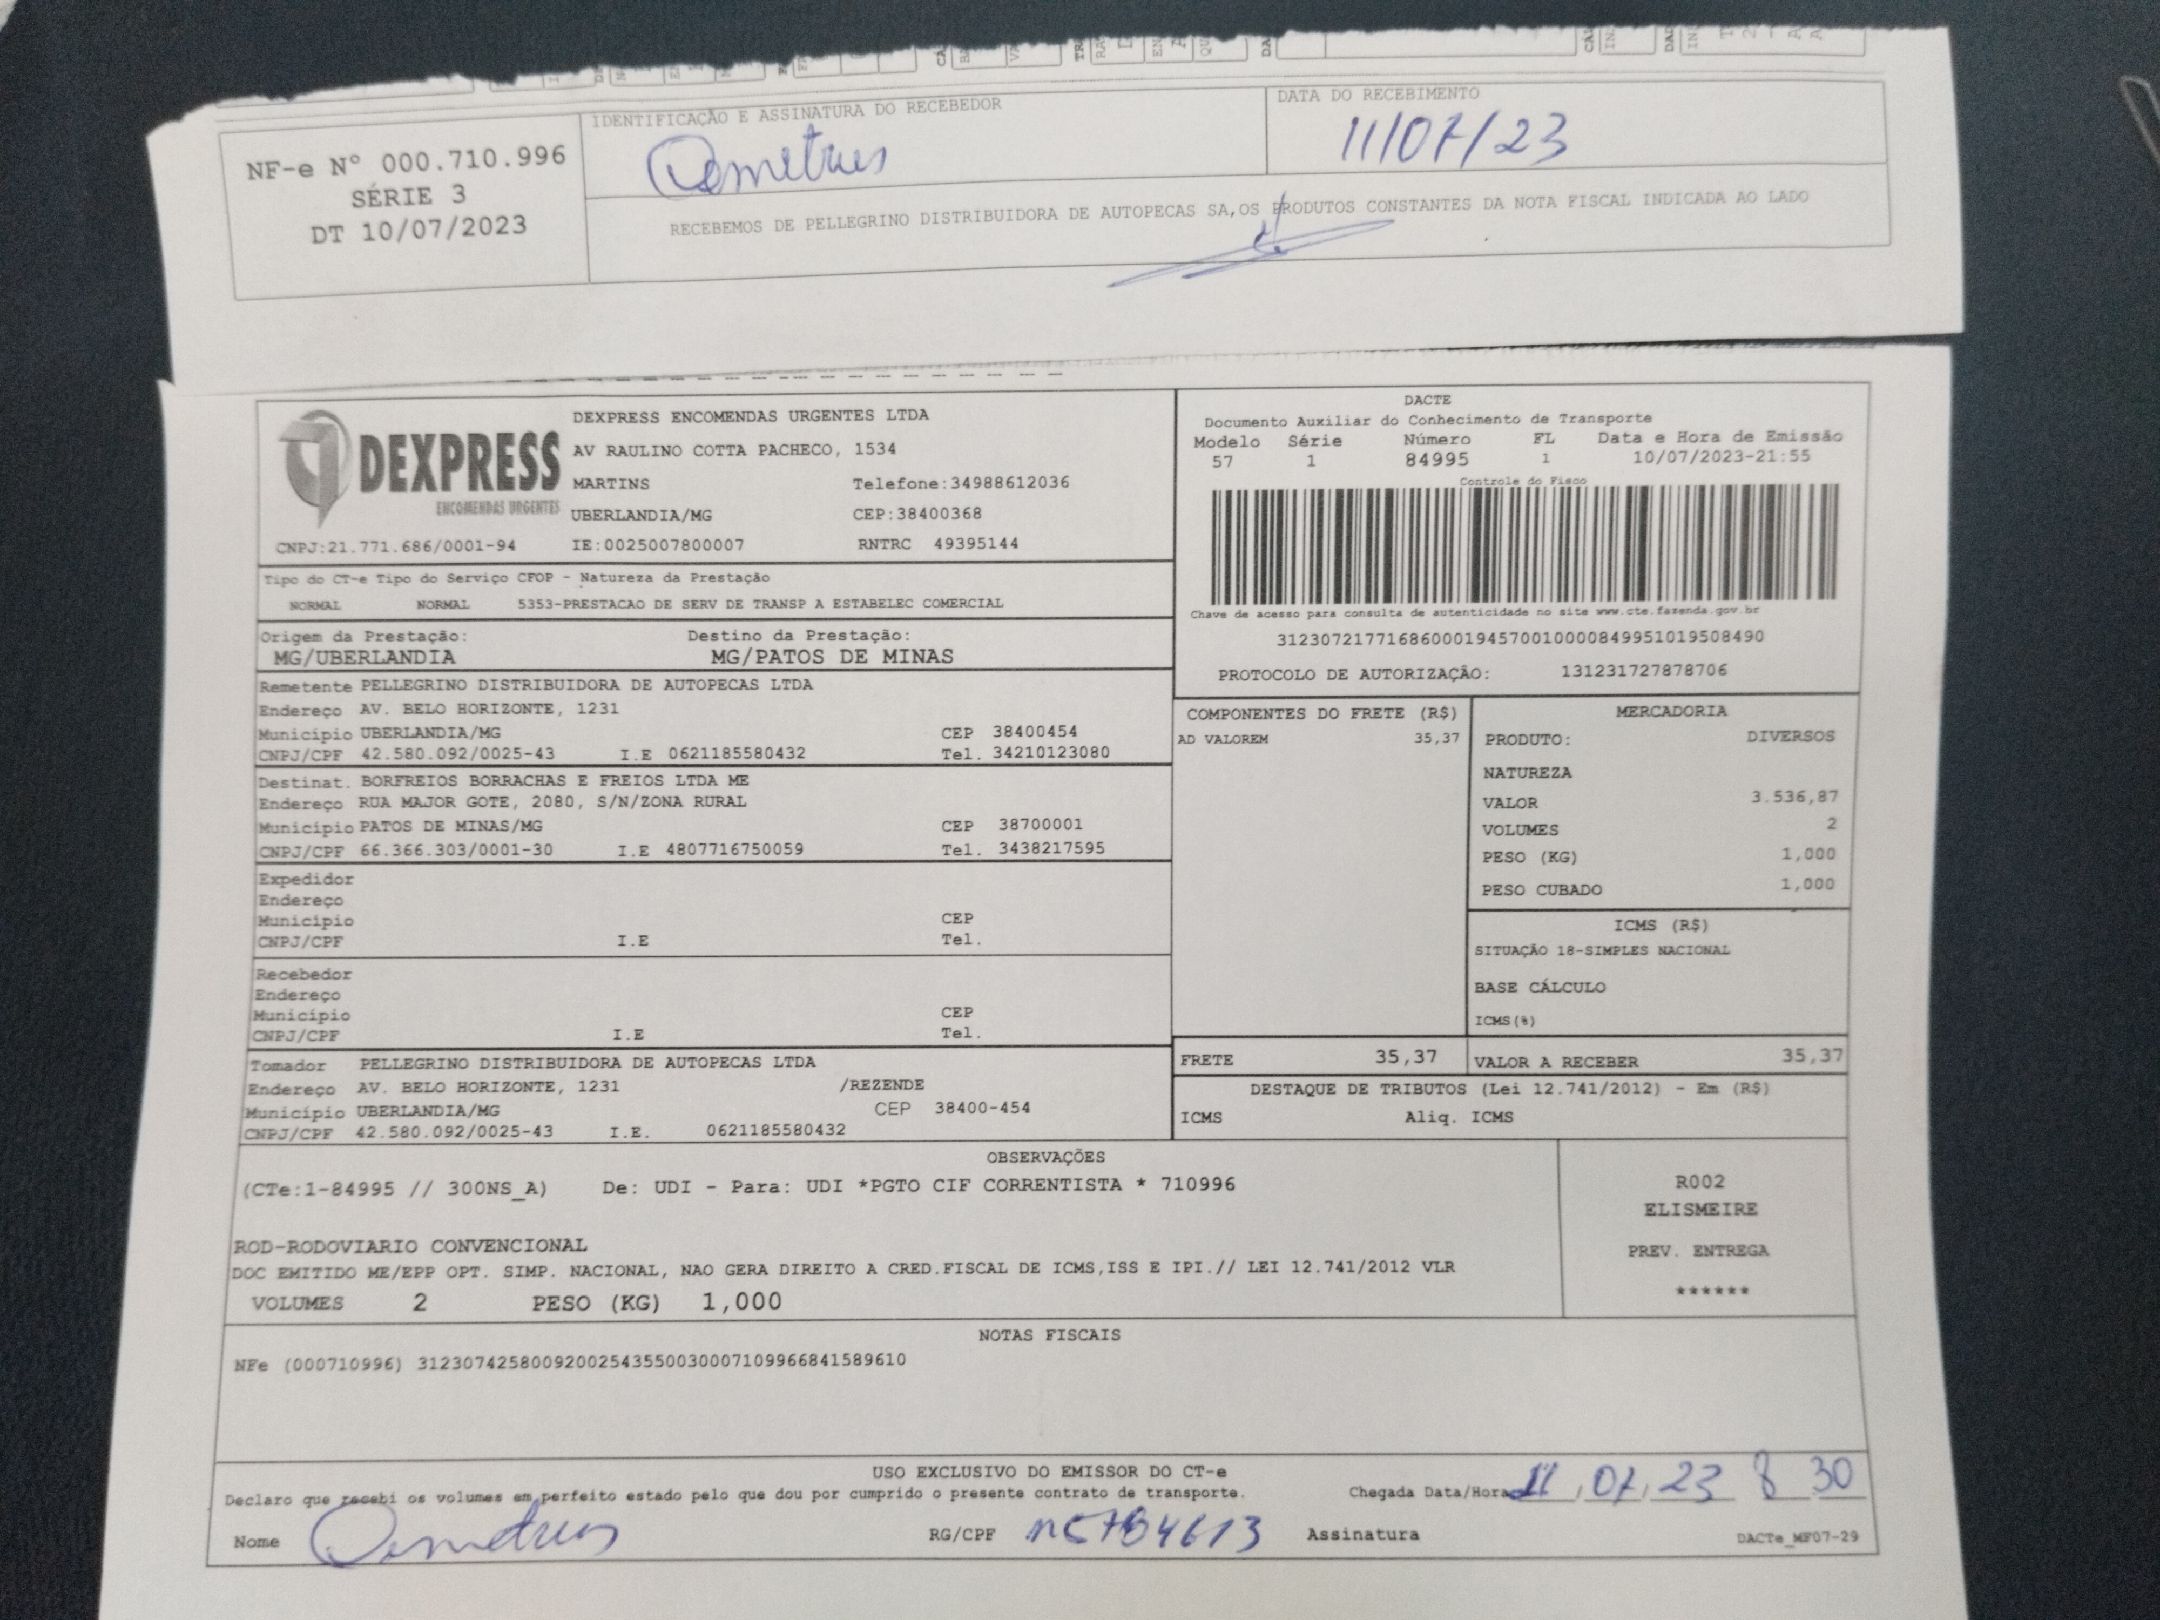 IDENTIFICAÇÃO E ASSINATURA DO RECEBEDOR
DATA DO RECEBIMENTO
NF-e Nº 000.710.996
SÉRIE 3
DT 10/07/2023
Demetrius
11/07/23
RECEBEMOS DE PELLEGRINO DISTRIBUIDORA DE AUTOPECAS SA,OS PRODUTOS CONSTANTES DA NOTA FISCAL INDICADA AO LADO
DEXPRESS
ENCOMENDAS URGENTES
DEXPRESS ENCOMENDAS URGENTES LTDA
AV RAULINO COTTA PACHECO, 1534
MARTINS Telefone:34988612036
UBERLANDIA/MG CEP:38400368
CNPJ:21.771.686/0001-94 IE:0025007800007 RNTRC 49395144
DACTE
Documento Auxiliar do Conhecimento de Transporte
Modelo Série Número FL Data e Hora de Emissão
57 1 84995 1 10/07/2023-21:55
Controle do Fisco
Chave de acesso para consulta de autenticidade no site www.cte.fazenda.gov.br
31230721771686000194570010000849951019508490
PROTOCOLO DE AUTORIZAÇÃO: 131231727878706
Tipo do CT-e Tipo do Serviço CFOP - Natureza da Prestação
NORMAL NORMAL 5353-PRESTACAO DE SERV DE TRANSP A ESTABELEC COMERCIAL
Origem da Prestação: Destino da Prestação:
MG/UBERLANDIA MG/PATOS DE MINAS
Remetente PELLEGRINO DISTRIBUIDORA DE AUTOPECAS LTDA
Endereço AV. BELO HORIZONTE, 1231
Município UBERLANDIA/MG CEP 38400454
CNPJ/CPF 42.580.092/0025-43 I.E 0621185580432 Tel. 34210123080
Destinat. BORFREIOS BORRACHAS E FREIOS LTDA ME
Endereço RUA MAJOR GOTE, 2080, S/N/ZONA RURAL
Município PATOS DE MINAS/MG CEP 38700001
CNPJ/CPF 66.366.303/0001-30 I.E 4807716750059 Tel. 3438217595
Expedidor
Endereço
Município CEP
CNPJ/CPF I.E Tel.
Recebedor
Endereço
Município CEP
CNPJ/CPF I.E Tel.
Tomador PELLEGRINO DISTRIBUIDORA DE AUTOPECAS LTDA
Endereço AV. BELO HORIZONTE, 1231 /REZENDE
Município UBERLANDIA/MG CEP 38400-454
CNPJ/CPF 42.580.092/0025-43 I.E. 0621185580432
COMPONENTES DO FRETE (R$)
AD VALOREM 35,37
MERCADORIA
PRODUTO: DIVERSOS
NATUREZA
VALOR 3.536,87
VOLUMES 2
PESO (KG) 1,000
PESO CUBADO 1,000
ICMS (R$)
SITUAÇÃO 18-SIMPLES NACIONAL
BASE CÁLCULO
ICMS(%)
FRETE 35,37 VALOR A RECEBER 35,37
DESTAQUE DE TRIBUTOS (Lei 12.741/2012) - Em (R$)
ICMS Aliq. ICMS
OBSERVAÇÕES
(CTe:1-84995 // 300NS_A) De: UDI - Para: UDI *PGTO CIF CORRENTISTA * 710996
ROD-RODOVIARIO CONVENCIONAL
DOC EMITIDO ME/EPP OPT. SIMP. NACIONAL, NAO GERA DIREITO A CRED.FISCAL DE ICMS,ISS E IPI.// LEI 12.741/2012 VLR
VOLUMES 2 PESO (KG) 1,000
R002
ELISMEIRE
PREV. ENTREGA
******
NOTAS FISCAIS
NFe (000710996) 31230742580092002543550030007109966841589610
USO EXCLUSIVO DO EMISSOR DO CT-e
Declaro que recebi os volumes em perfeito estado pelo que dou por cumprido o presente contrato de transporte.
Chegada Data/Hora 11/07/23 8 30
Nome Demetrius RG/CPF Assinatura
DACTe_MF07-29